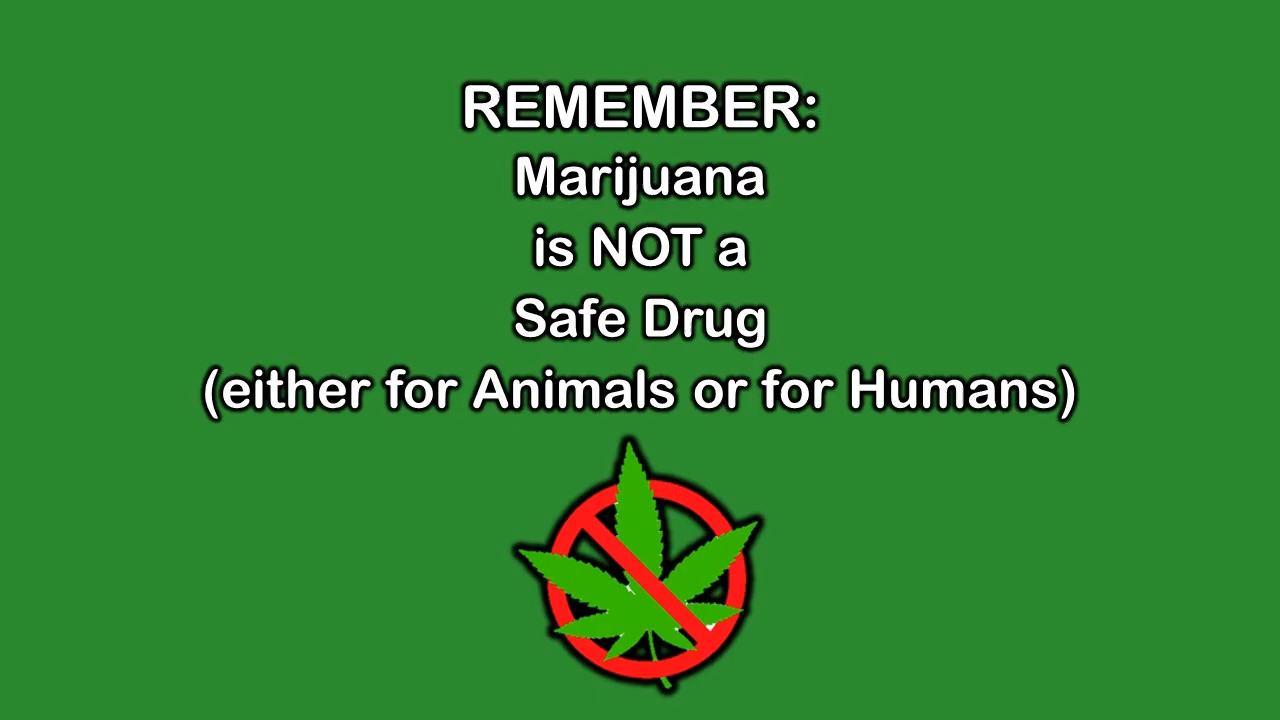 REMEMBER:
Marijuana
is NOT a
Safe Drug
(either for Animals or for Humans)